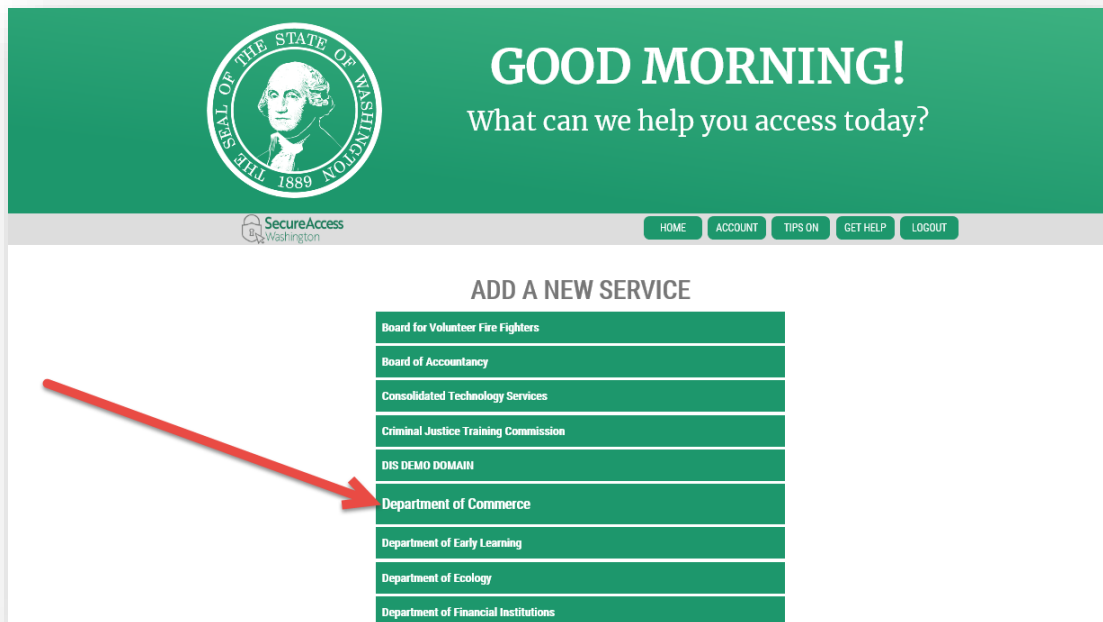 THE SEAL OF THE STATE OF WASHINGTON
1889
GOOD MORNING!
What can we help you access today?
SecureAccess
Washington
HOME
ACCOUNT
TIPS ON
GET HELP
LOGOUT
ADD A NEW SERVICE
Board for Volunteer Fire Fighters
Board of Accountancy
Consolidated Technology Services
Criminal Justice Training Commission
DIS DEMO DOMAIN
Department of Commerce
Department of Early Learning
Department of Ecology
Department of Financial Institutions